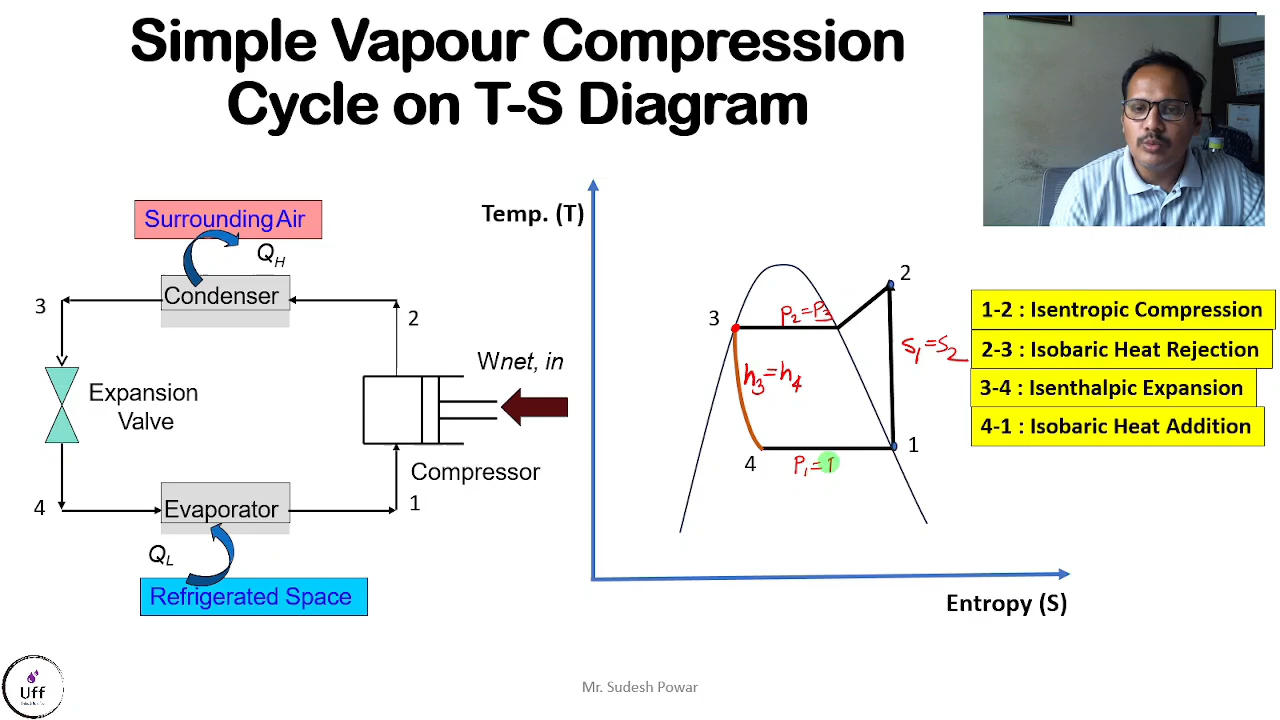 Simple Vapour Compression
Cycle on T-S Diagram
Surrounding Air
Q_H
Condenser
3
2
Expansion
Valve
Wnet, in
Compressor
4
Evaporator
1
Q_L
Refrigerated Space
Temp. (T)
2
3
P₂=P₃
S₁=S₂
h₃=h₄
4
P₁=
1
Entropy (S)
1-2 : Isentropic Compression
2-3 : Isobaric Heat Rejection
3-4 : Isenthalpic Expansion
4-1 : Isobaric Heat Addition
Uff
Mr. Sudesh Powar